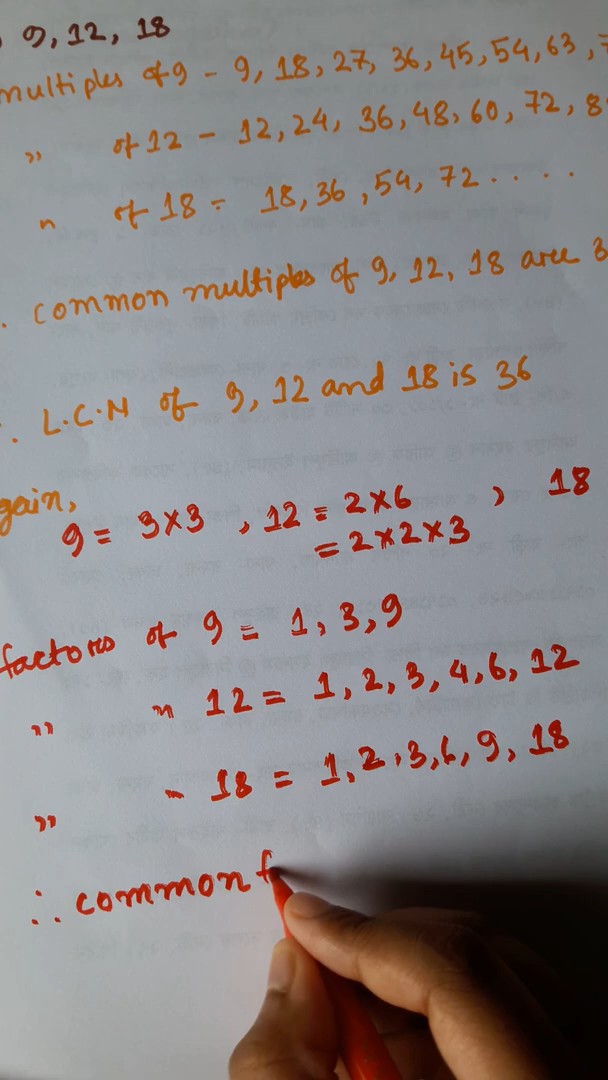 9, 12, 18
multiples of 9 - 9, 18, 27, 36, 45, 54, 63,
" of 12 - 12, 24, 36, 48, 60, 72,
" of 18 = 18, 36, 54, 72 . . . .
. common multiples of 9, 12, 18 are
∴ L.C.M of 9, 12 and 18 is 36
gain,
9 = 3×3 , 12 = 2×6 , 18
= 2×2×3
factors of 9 = 1, 3, 9
" " 12 = 1, 2, 3, 4, 6, 12
" " 18 = 1, 2, 3, 6, 9, 18
∴ common f